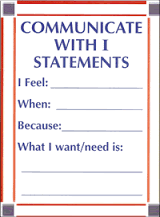 COMMUNICATE
WITH I
STATEMENTS
I Feel:
When:
Because:
What I want/need is: